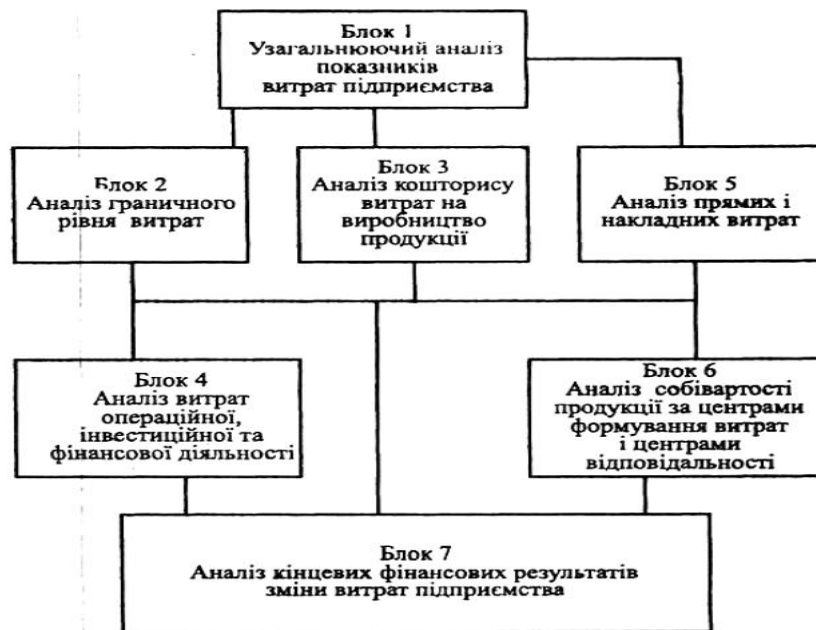 Блок 1
Узагальнюючий аналіз
показників
витрат підприємства
Блок 2
Аналіз граничного
рівня витрат
Блок 3
Аналіз кошторису
витрат на
виробництво
продукції
Блок 5
Аналіз прямих і
накладних витрат
Блок 4
Аналіз витрат
операційної,
інвестиційної та
фінансової діяльності
Блок 6
Аналіз собівартості
продукції за центрами
формування витрат
і центрами
відповідальності
Блок 7
Аналіз кінцевих фінансових результатів
зміни витрат підприємства